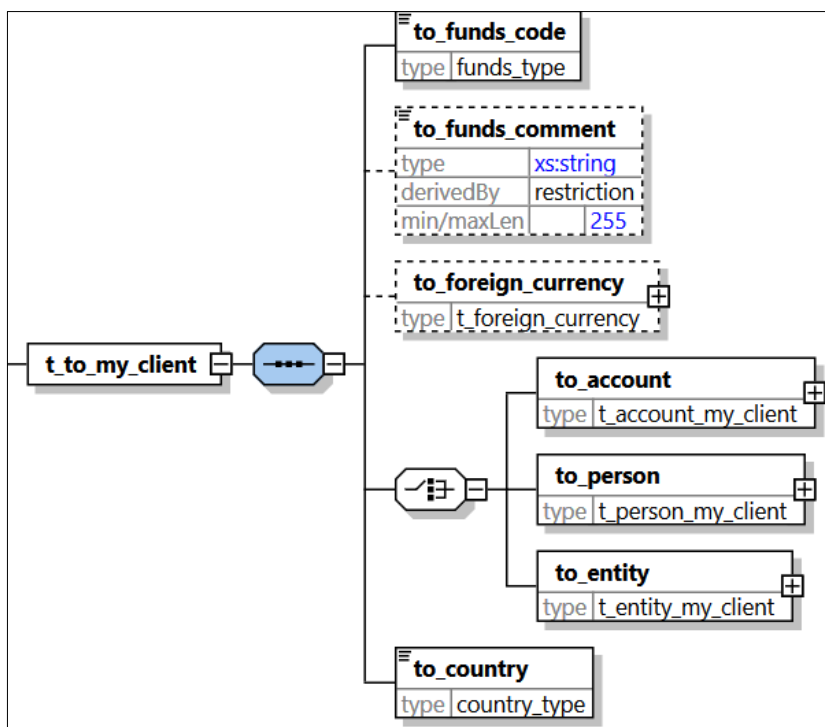 to_funds_code
type funds_type
to_funds_comment
type xs:string
derivedBy restriction
min/maxLen 255
to_foreign_currency
type t_foreign_currency
t_to_my_client
to_account
type t_account_my_client
to_person
type t_person_my_client
to_entity
type t_entity_my_client
to_country
type country_type